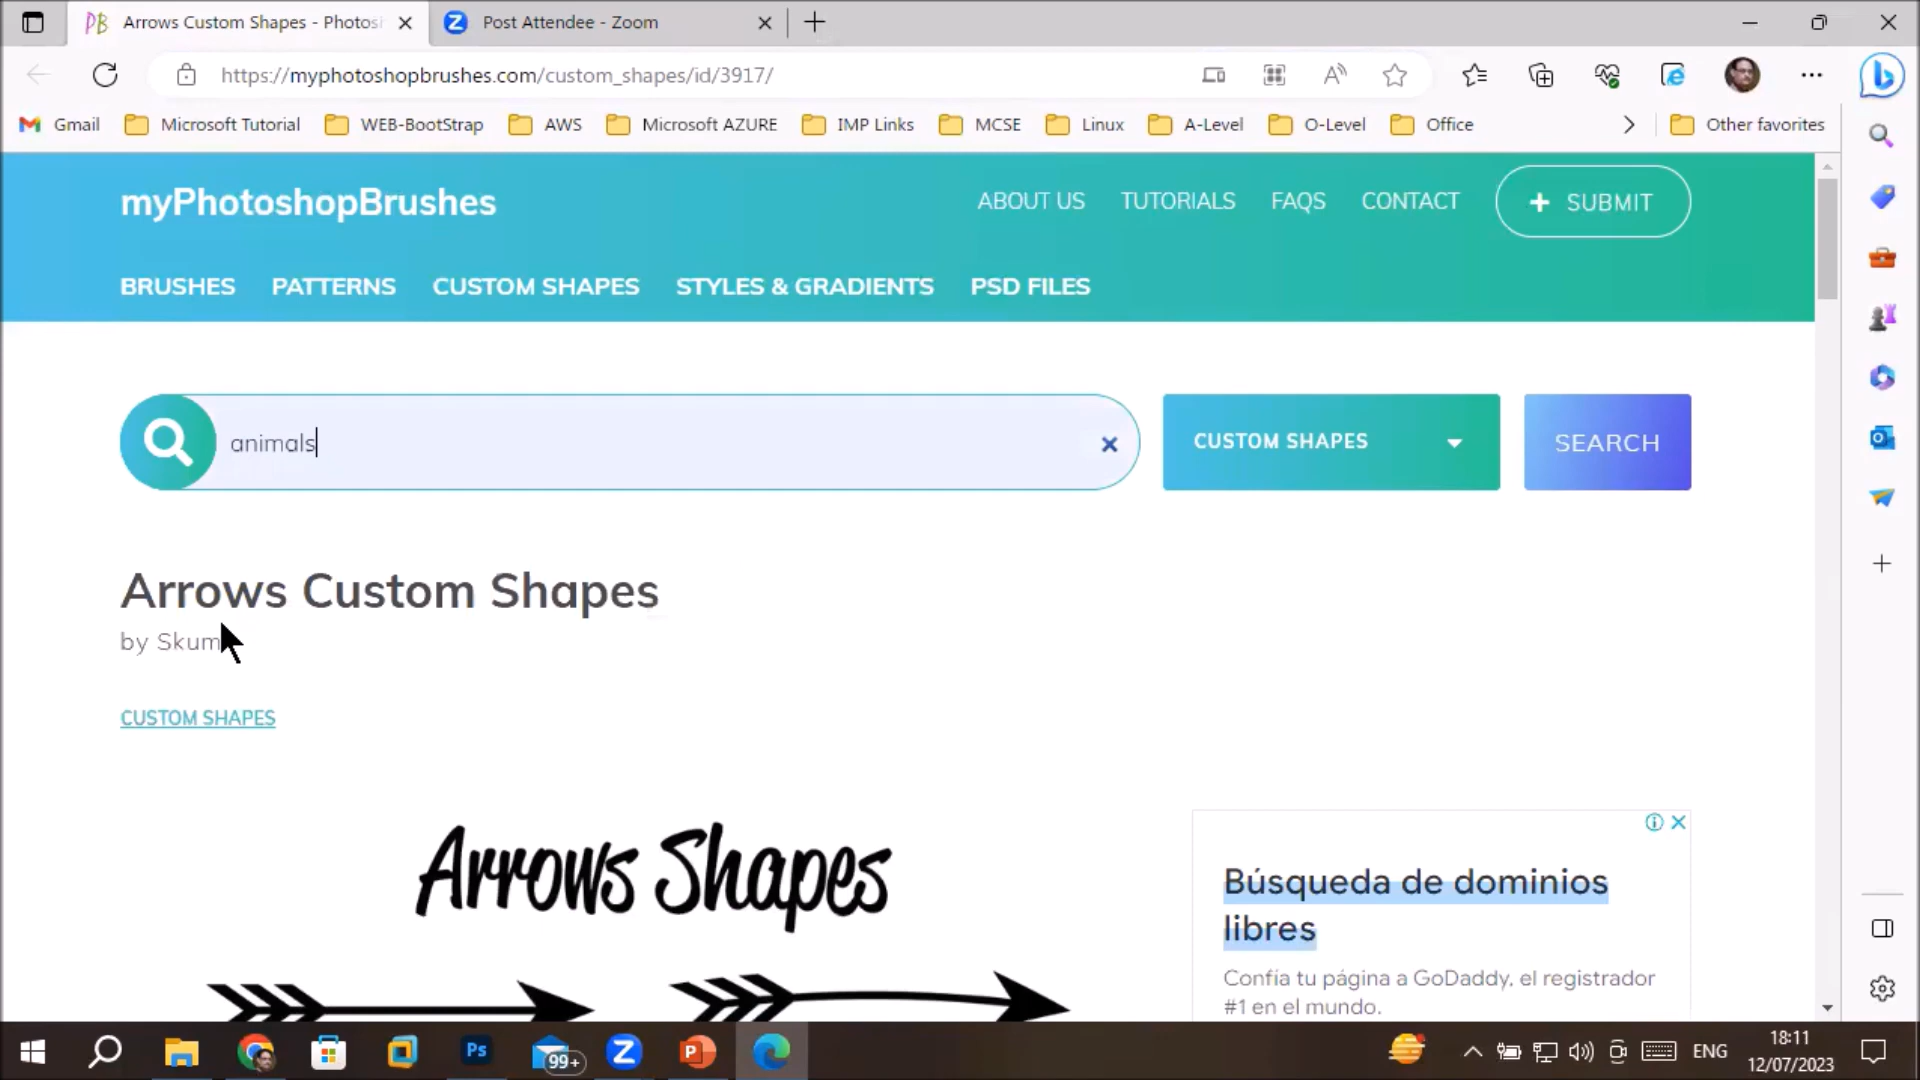 Arrows Custom Shapes - Photos
Post Attendee - Zoom
https://myphotoshopbrushes.com/custom_shapes/id/3917/
Gmail
Microsoft Tutorial
WEB-BootStrap
AWS
Microsoft AZURE
IMP Links
MCSE
Linux
A-Level
O-Level
Office
Other favorites
myPhotoshopBrushes
ABOUT US
TUTORIALS
FAQS
CONTACT
+ SUBMIT
BRUSHES
PATTERNS
CUSTOM SHAPES
STYLES & GRADIENTS
PSD FILES
animals
CUSTOM SHAPES
SEARCH
Arrows Custom Shapes
by Skum
CUSTOM SHAPES
Arrows Shapes
Búsqueda de dominios
libres
Confía tu página a GoDaddy, el registrador
#1 en el mundo.
Ps
99+
ENG
18:11
12/07/2023